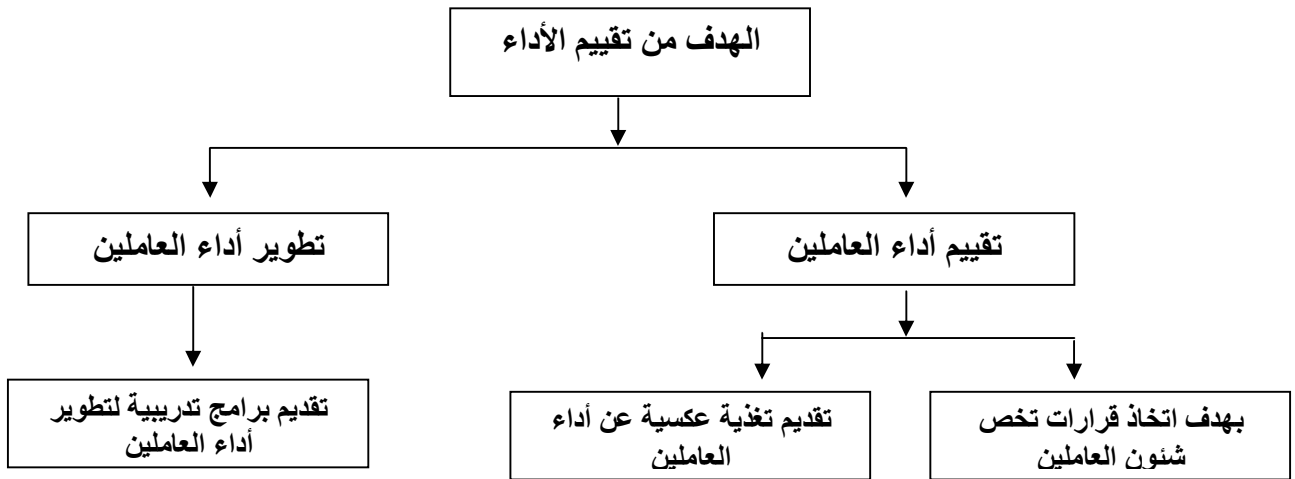 الهدف من تقييم الأداء
تقييم أداء العاملين
تطوير أداء العاملين
بهدف اتخاذ قرارات تخص
شئون العاملين
تقديم تغذية عكسية عن أداء
العاملين
تقديم برامج تدريبية لتطوير
أداء العاملين